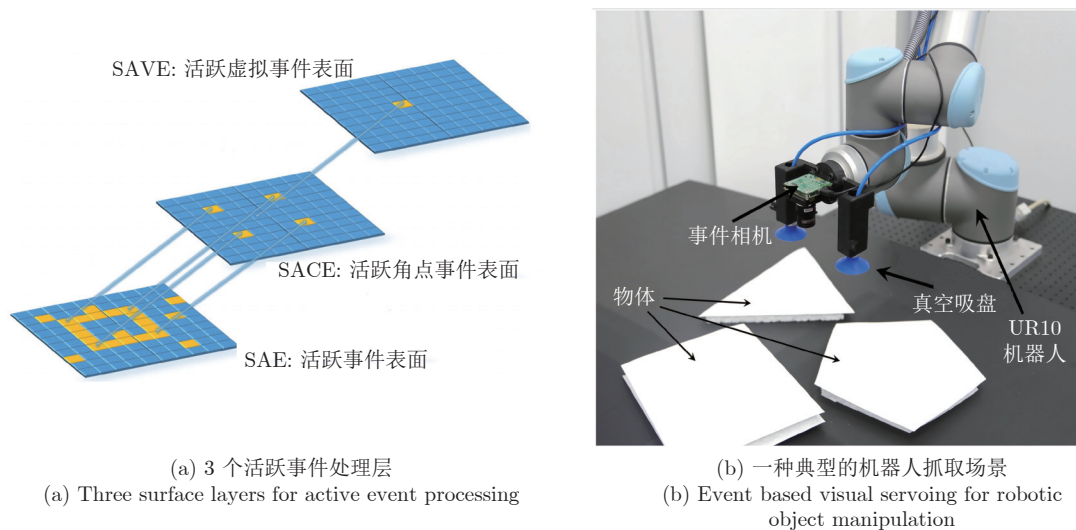 SAVE: 活跃虚拟事件表面
SACE: 活跃角点事件表面
SAE: 活跃事件表面
(a) 3 个活跃事件处理层
(a) Three surface layers for active event processing
事件相机
物体
真空吸盘
UR10
机器人
(b) 一种典型的机器人抓取场景
(b) Event based visual servoing for robotic
object manipulation